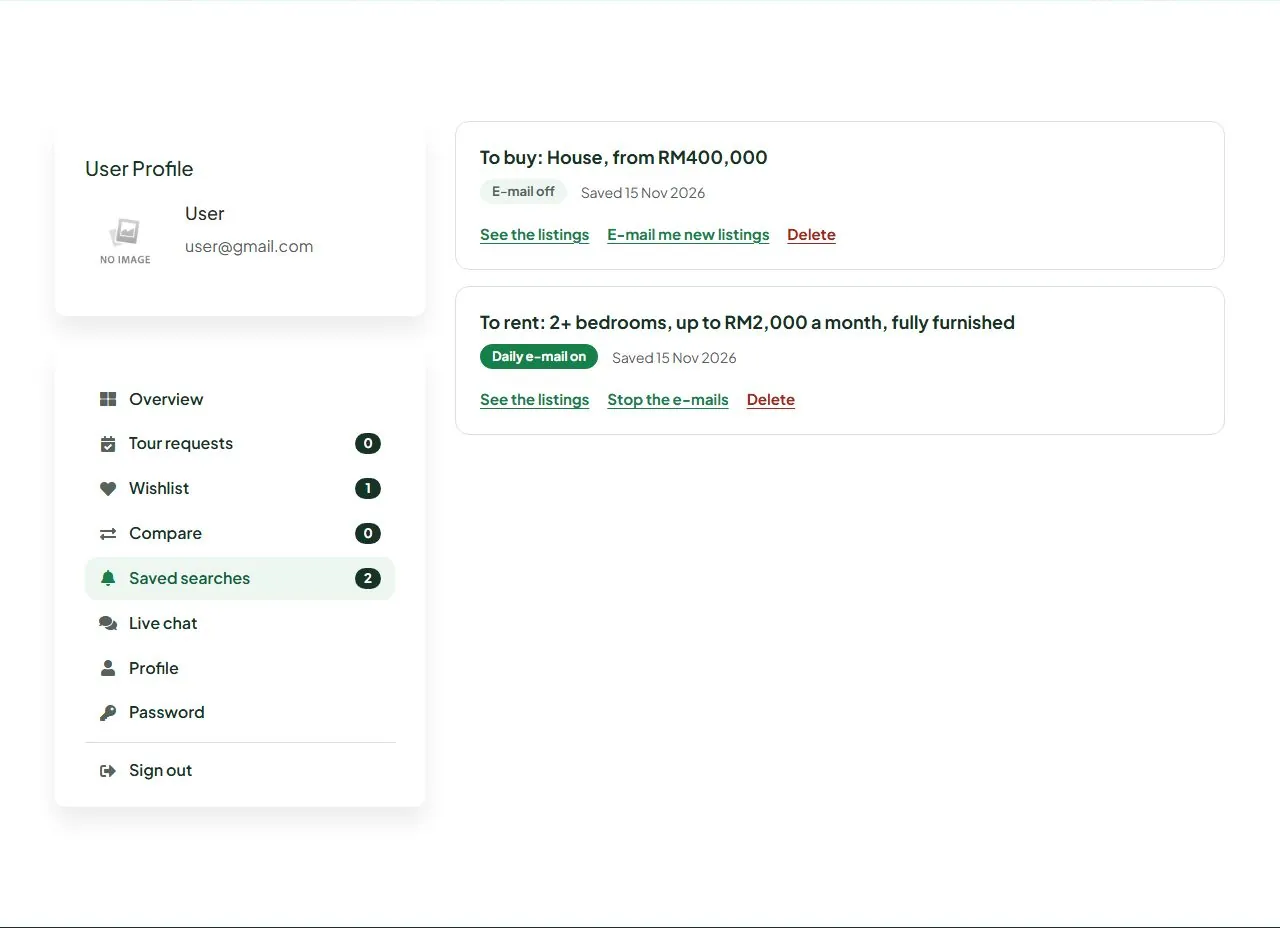 User Profile
User
user@gmail.com
NO IMAGE
Overview
Tour requests 0
Wishlist 1
Compare 0
Saved searches 2
Live chat
Profile
Password
Sign out
To buy: House, from RM400,000
E-mail off Saved 15 Nov 2026
See the listings E-mail me new listings Delete
To rent: 2+ bedrooms, up to RM2,000 a month, fully furnished
Daily e-mail on Saved 15 Nov 2026
See the listings Stop the e-mails Delete